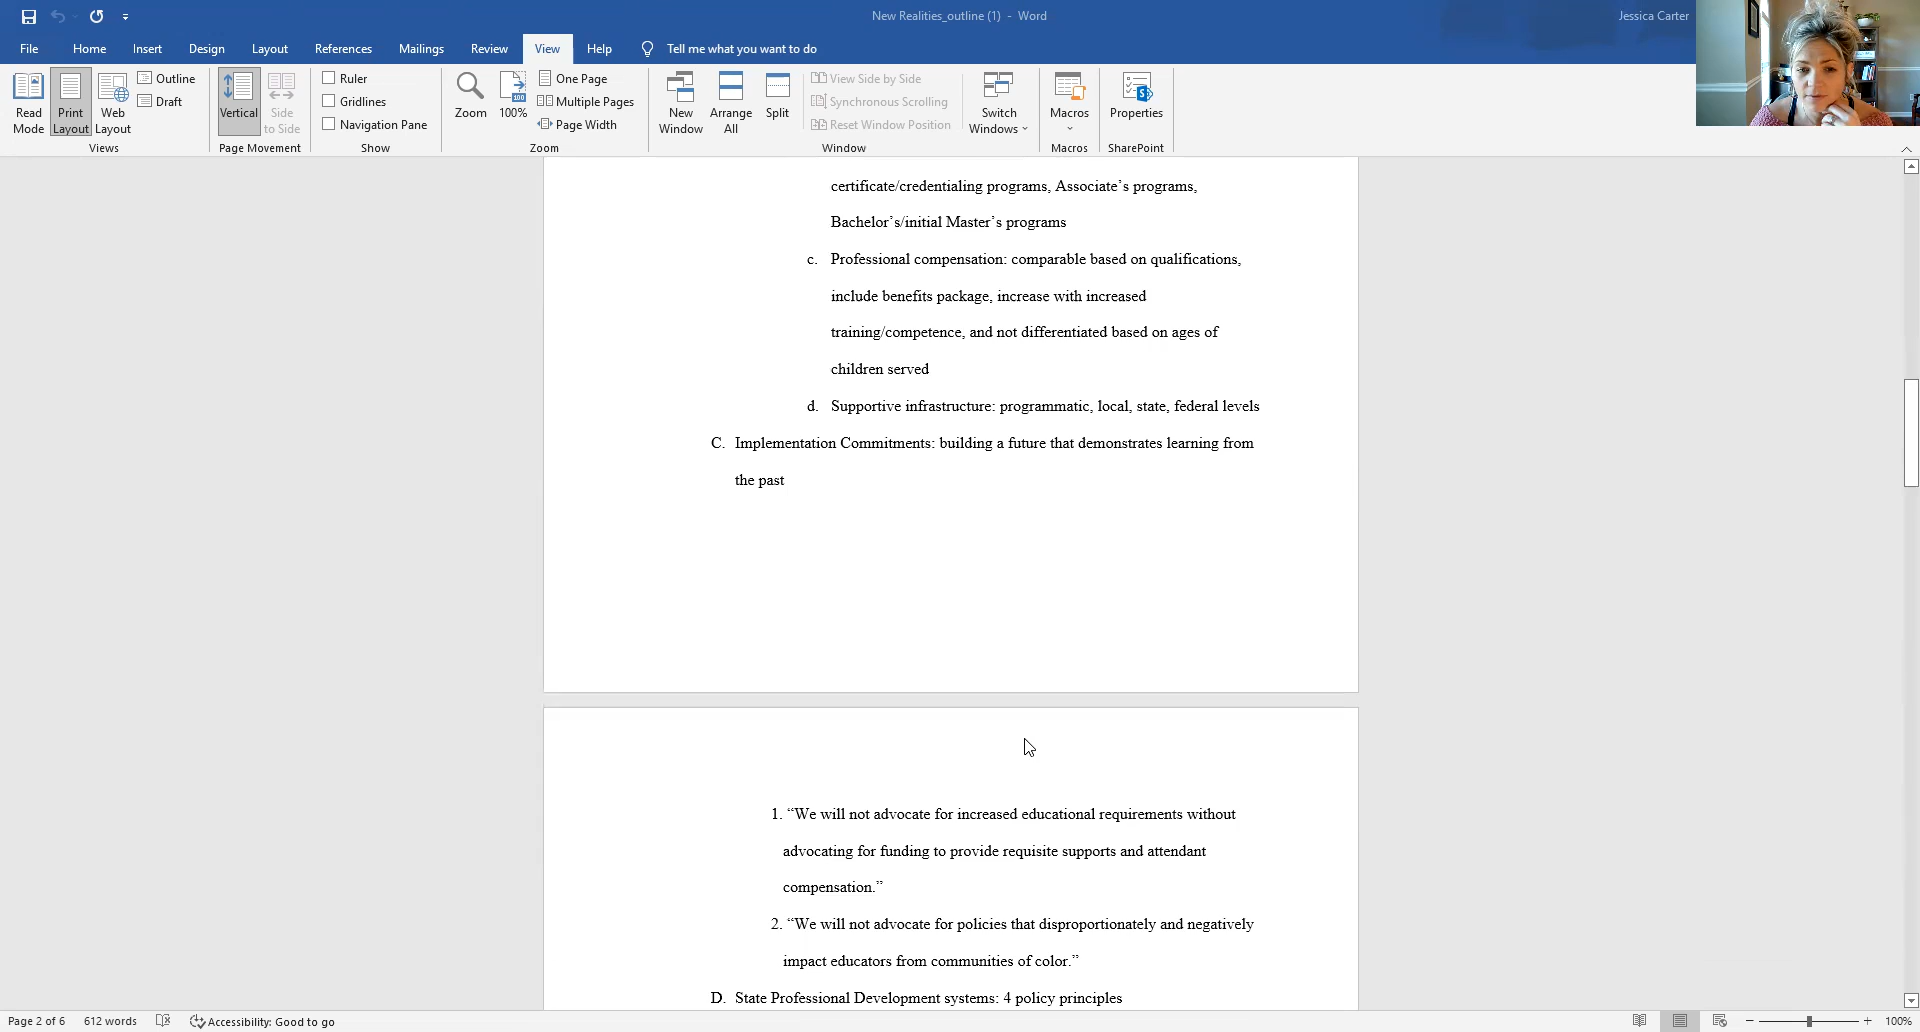 New Realities_outline (1) - Word
Jessica Carter
File Home Insert Design Layout References Mailings Review View Help Tell me what you want to do
Read Mode
Print Layout
Web Layout
Outline
Draft
Views
Vertical
Side to Side
Page Movement
Ruler
Gridlines
Navigation Pane
Show
Zoom
100
100%
One Page
Multiple Pages
Page Width
Zoom
New Window
Arrange All
Split
View Side by Side
Synchronous Scrolling
Reset Window Position
Switch Windows
Window
Macros
Macros
Properties
SharePoint
certificate/credentialing programs, Associate’s programs,
Bachelor’s/initial Master’s programs
c. Professional compensation: comparable based on qualifications,
include benefits package, increase with increased
training/competence, and not differentiated based on ages of
children served
d. Supportive infrastructure: programmatic, local, state, federal levels
C. Implementation Commitments: building a future that demonstrates learning from
the past
1. “We will not advocate for increased educational requirements without
advocating for funding to provide requisite supports and attendant
compensation.”
2. “We will not advocate for policies that disproportionately and negatively
impact educators from communities of color.”
D. State Professional Development systems: 4 policy principles
Page 2 of 6 612 words Accessibility: Good to go 100%